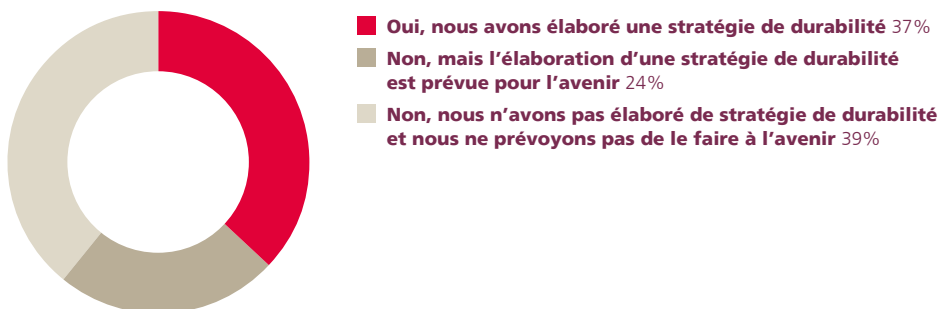 Oui, nous avons élaboré une stratégie de durabilité 37%
Non, mais l’élaboration d’une stratégie de durabilité
est prévue pour l’avenir 24%
Non, nous n’avons pas élaboré de stratégie de durabilité
et nous ne prévoyons pas de le faire à l’avenir 39%